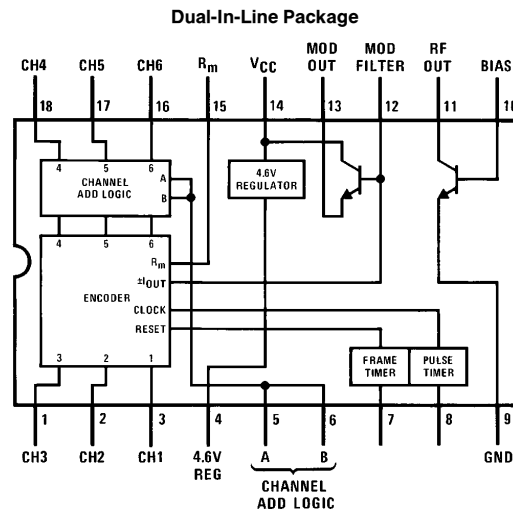 Dual-In-Line Package
MOD MOD RF
CH4 CH5 CH6 Rm VCC OUT FILTER OUT BIAS
18 17 16 15 14 13 12 11 10
4 5 6
CHANNEL
ADD LOGIC
A
B
4.6V
REGULATOR
4 5 6
Rm
±IOUT
ENCODER
CLOCK
RESET
3 2 1
FRAME
TIMER
PULSE
TIMER
1 2 3 4 5 6 7 8 9
CH3 CH2 CH1 4.6V A B GND
REG
CHANNEL
ADD LOGIC